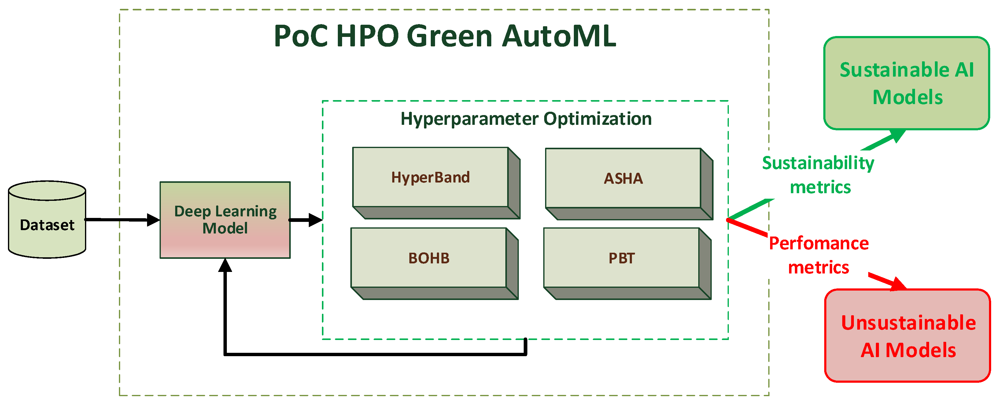 PoC HPO Green AutoML
Dataset
Deep Learning
Model
Hyperparameter Optimization
HyperBand
ASHA
BOHB
PBT
Sustainability
metrics
Perfomance
metrics
Sustainable AI
Models
Unsustainable
AI Models